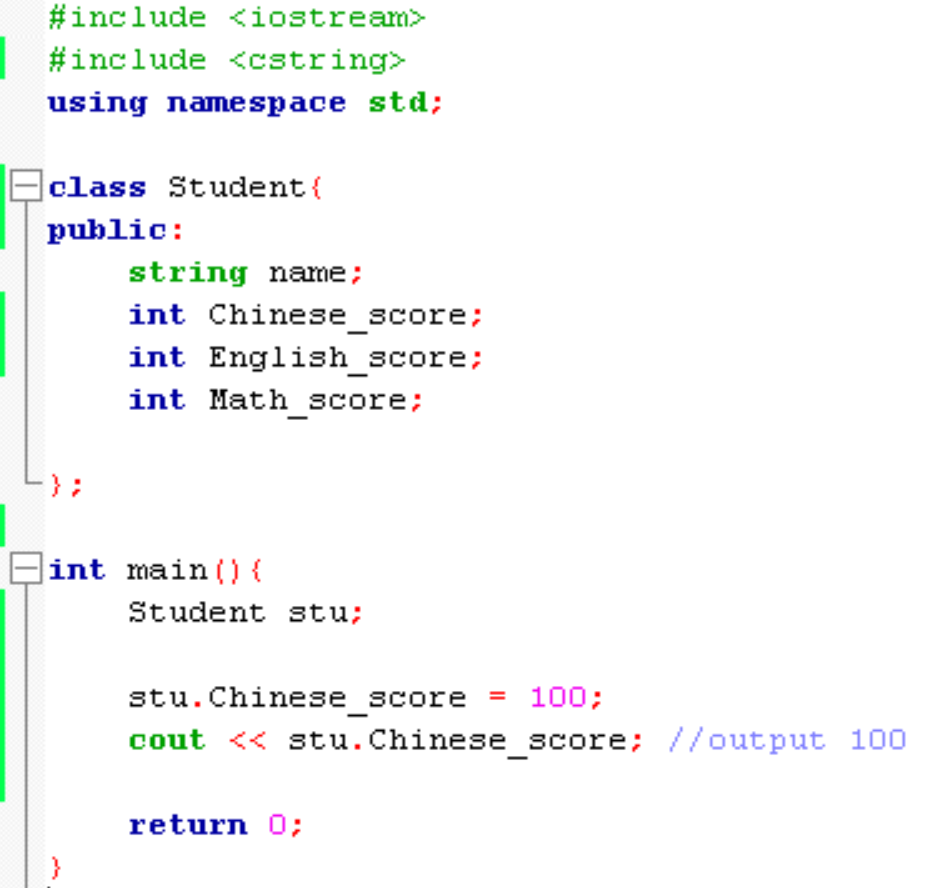 #include <iostream>
#include <cstring>
using namespace std;
class Student{
public:
string name;
int Chinese_score;
int English_score;
int Math_score;
};
int main(){
Student stu;
stu.Chinese_score = 100;
cout << stu.Chinese_score; //output 100
return 0;
}